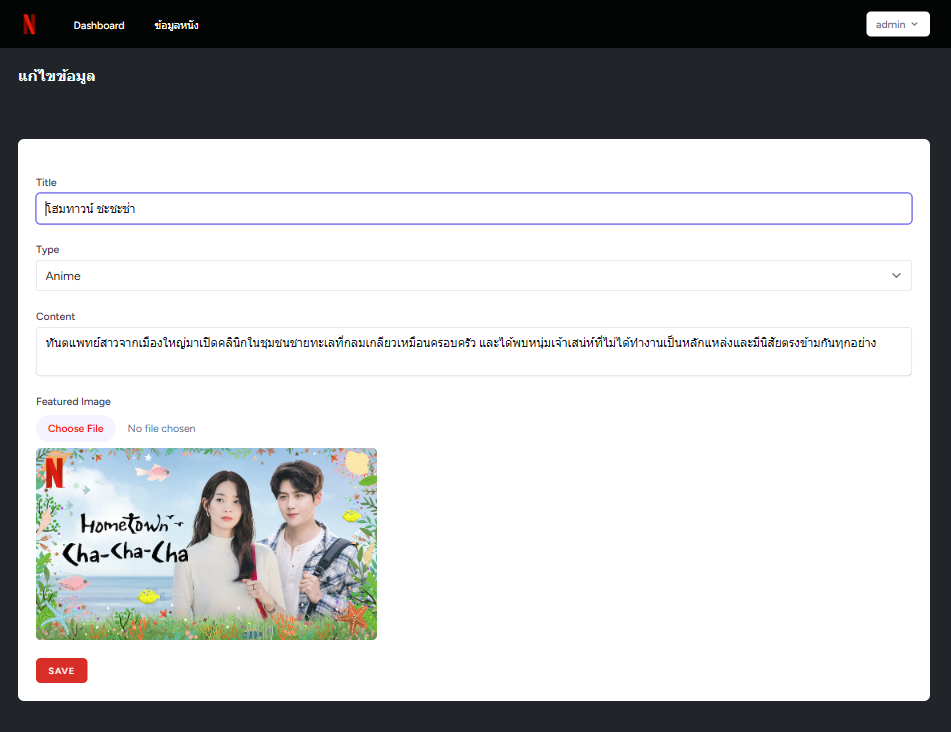 N
Dashboard ข้อมูลหนัง admin
แก้ไขข้อมูล
Title
โฮมทาวน์ ชะชะช่า
Type
Anime
Content
ทันตแพทย์สาวจากเมืองใหญ่มาเปิดคลินิกในชุมชนชายทะเลที่กลมเกลียวเหมือนครอบครัว และได้พบหนุ่มเจ้าเสน่ห์ที่ไม่ได้ทำงานเป็นหลักแหล่งและมีนิสัยตรงข้ามกันทุกอย่าง
Featured Image
Choose File No file chosen
N
Hometown
Cha-Cha-Cha
SAVE